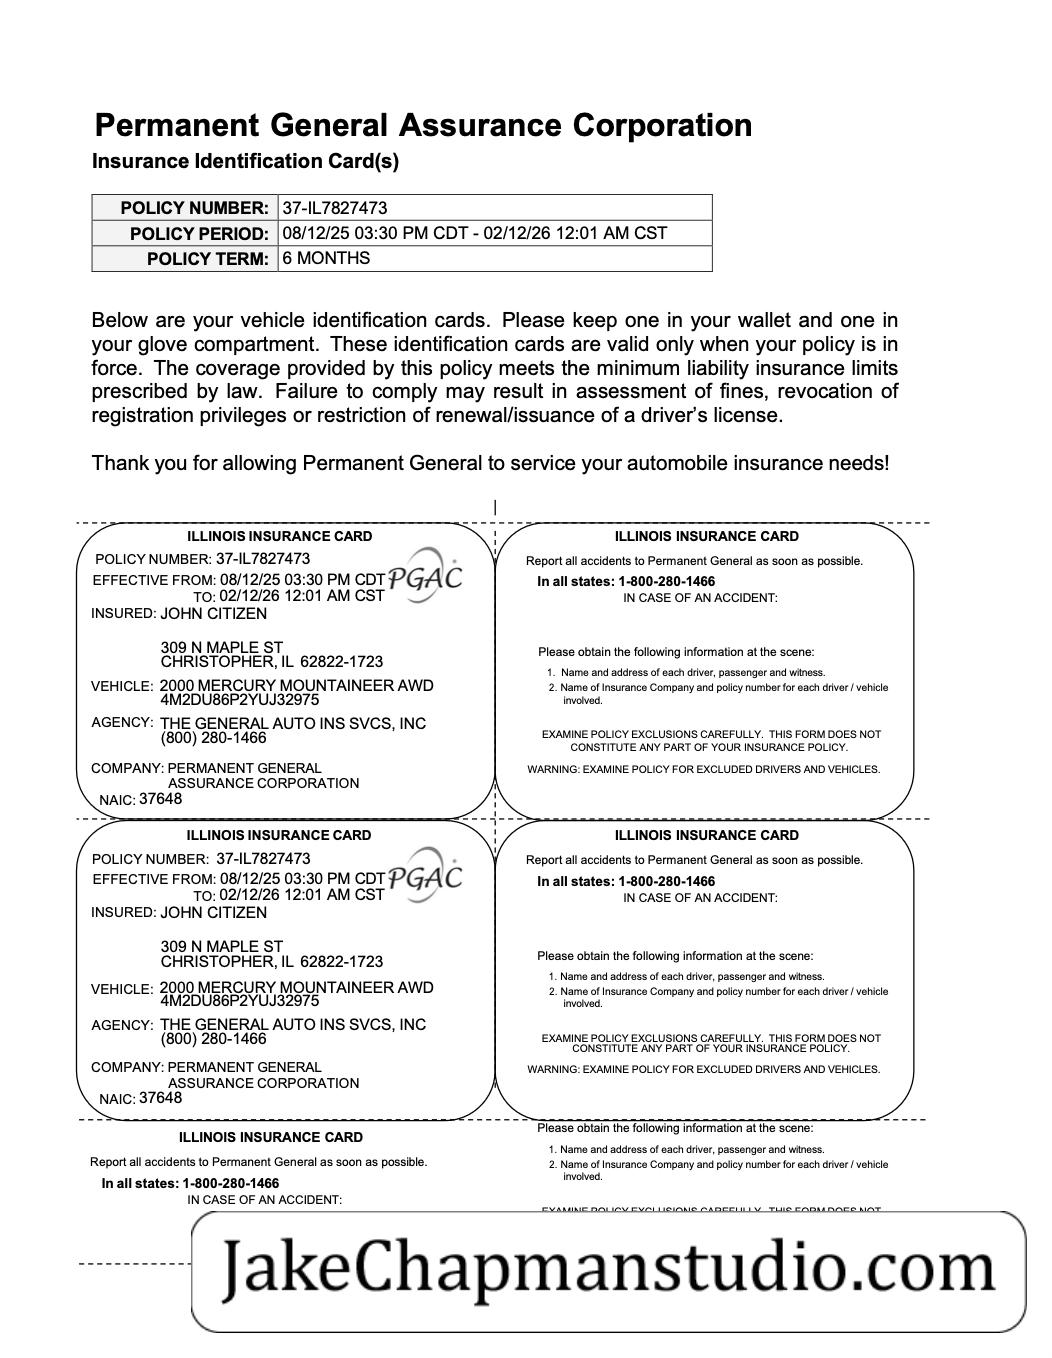 Permanent General Assurance Corporation
Insurance Identification Card(s)
POLICY NUMBER: 37-IL7827473
POLICY PERIOD: 08/12/25 03:30 PM CDT - 02/12/26 12:01 AM CST
POLICY TERM: 6 MONTHS
Below are your vehicle identification cards. Please keep one in your wallet and one in
your glove compartment. These identification cards are valid only when your policy is in
force. The coverage provided by this policy meets the minimum liability insurance limits
prescribed by law. Failure to comply may result in assessment of fines, revocation of
registration privileges or restriction of renewal/issuance of a driver’s license.
Thank you for allowing Permanent General to service your automobile insurance needs!
ILLINOIS INSURANCE CARD
POLICY NUMBER: 37-IL7827473
EFFECTIVE FROM: 08/12/25 03:30 PM CDT
PGAC
TO: 02/12/26 12:01 AM CST
INSURED: JOHN CITIZEN
309 N MAPLE ST
CHRISTOPHER, IL 62822-1723
VEHICLE: 2000 MERCURY MOUNTAINEER AWD
4M2DU86P2YUJ32975
AGENCY: THE GENERAL AUTO INS SVCS, INC
(800) 280-1466
COMPANY: PERMANENT GENERAL
ASSURANCE CORPORATION
NAIC: 37648
ILLINOIS INSURANCE CARD
Report all accidents to Permanent General as soon as possible.
In all states: 1-800-280-1466
IN CASE OF AN ACCIDENT:
Please obtain the following information at the scene:
1. Name and address of each driver, passenger and witness.
2. Name of Insurance Company and policy number for each driver / vehicle
involved.
EXAMINE POLICY EXCLUSIONS CAREFULLY. THIS FORM DOES NOT
CONSTITUTE ANY PART OF YOUR INSURANCE POLICY.
WARNING: EXAMINE POLICY FOR EXCLUDED DRIVERS AND VEHICLES.
ILLINOIS INSURANCE CARD
POLICY NUMBER: 37-IL7827473
EFFECTIVE FROM: 08/12/25 03:30 PM CDT
PGAC
TO: 02/12/26 12:01 AM CST
INSURED: JOHN CITIZEN
309 N MAPLE ST
CHRISTOPHER, IL 62822-1723
VEHICLE: 2000 MERCURY MOUNTAINEER AWD
4M2DU86P2YUJ32975
AGENCY: THE GENERAL AUTO INS SVCS, INC
(800) 280-1466
COMPANY: PERMANENT GENERAL
ASSURANCE CORPORATION
NAIC: 37648
ILLINOIS INSURANCE CARD
Report all accidents to Permanent General as soon as possible.
In all states: 1-800-280-1466
IN CASE OF AN ACCIDENT:
Please obtain the following information at the scene:
1. Name and address of each driver, passenger and witness.
2. Name of Insurance Company and policy number for each driver / vehicle
involved.
EXAMINE POLICY EXCLUSIONS CAREFULLY. THIS FORM DOES NOT
CONSTITUTE ANY PART OF YOUR INSURANCE POLICY.
WARNING: EXAMINE POLICY FOR EXCLUDED DRIVERS AND VEHICLES.
ILLINOIS INSURANCE CARD
Report all accidents to Permanent General as soon as possible.
In all states: 1-800-280-1466
IN CASE OF AN ACCIDENT:
Please obtain the following information at the scene:
1. Name and address of each driver, passenger and witness.
2. Name of Insurance Company and policy number for each driver / vehicle
involved.
EXAMINE POLICY EXCLUSIONS CAREFULLY. THIS FORM DOES NOT
JakeChapmanstudio.com